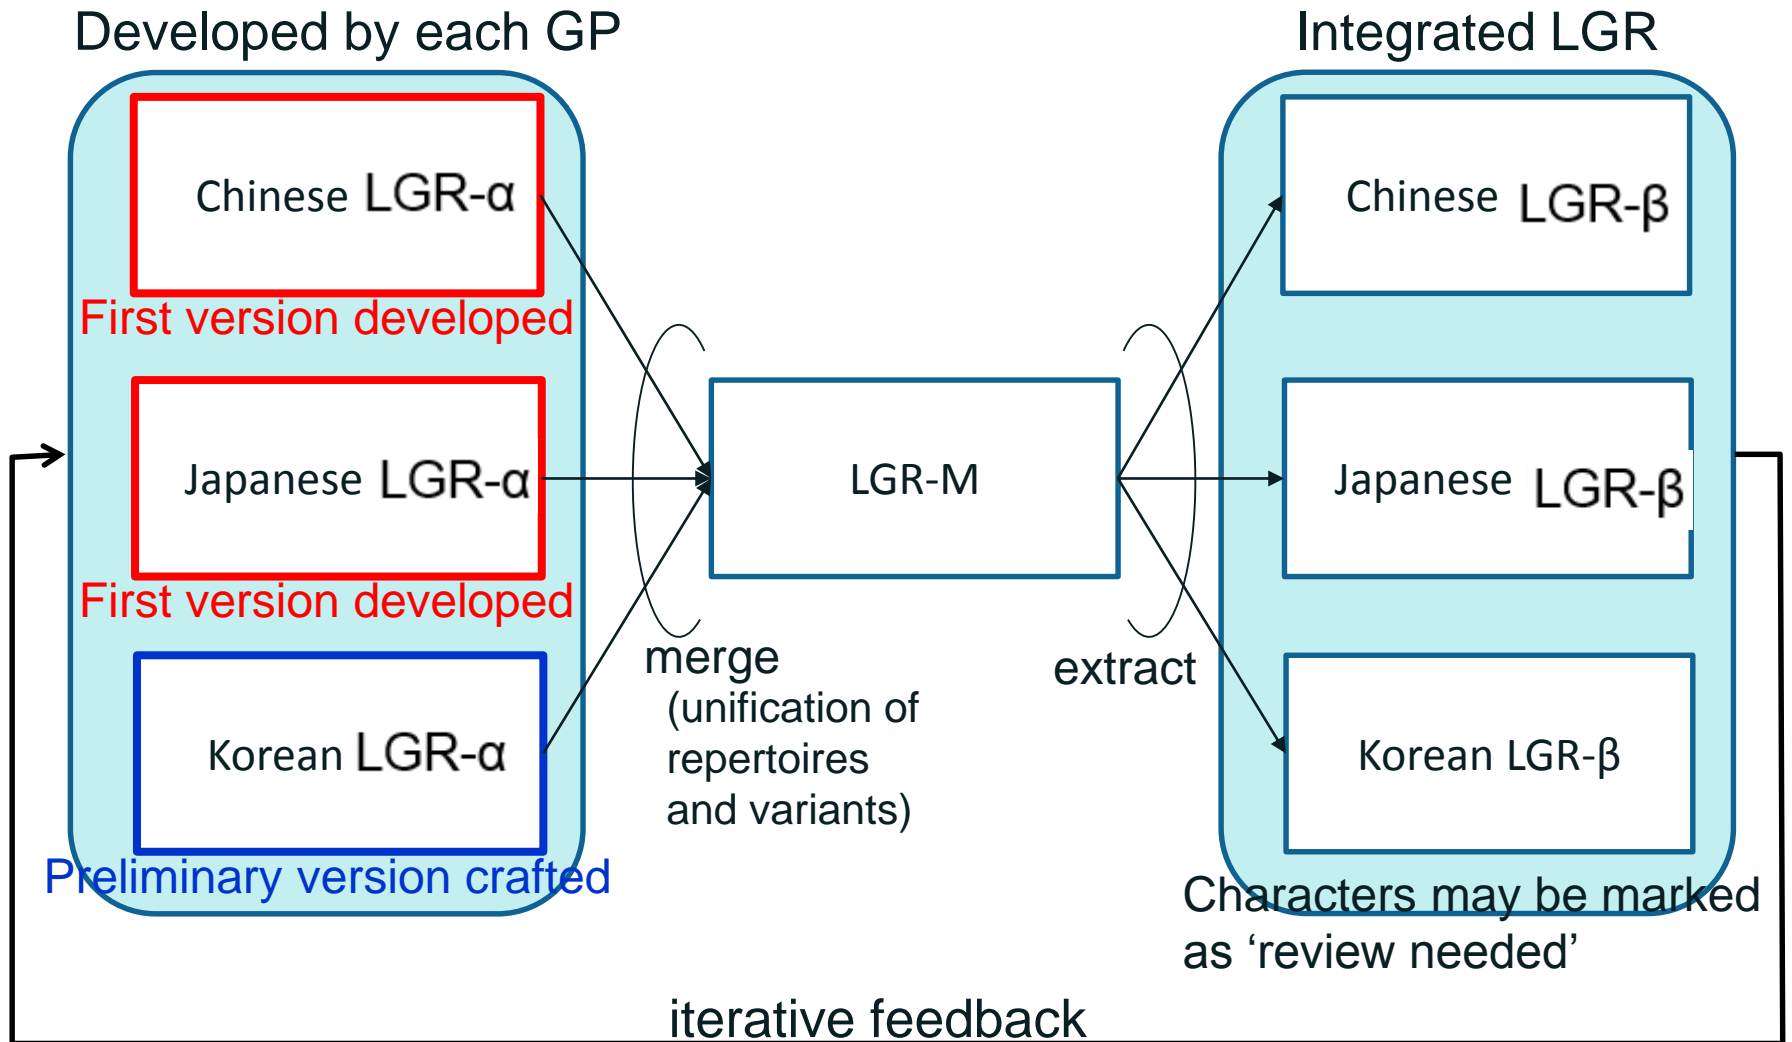 Developed by each GP
Integrated LGR
Chinese LGR-α
First version developed
Japanese LGR-α
First version developed
Korean LGR-α
Preliminary version crafted
merge
(unification of
repertoires
and variants)
LGR-M
extract
Chinese LGR-β
Japanese LGR-β
Korean LGR-β
Characters may be marked
as ‘review needed’
iterative feedback